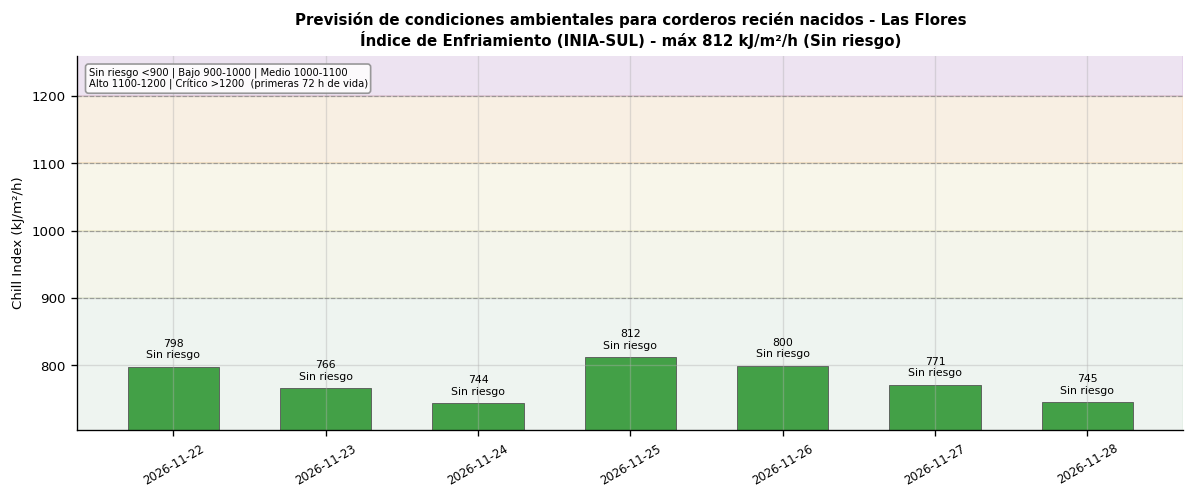 Previsión de condiciones ambientales para corderos recién nacidos - Las Flores
Índice de Enfriamiento (INIA-SUL) - máx 812 kJ/m²/h (Sin riesgo)
Sin riesgo <900 | Bajo 900-1000 | Medio 1000-1100
Alto 1100-1200 | Crítico >1200  (primeras 72 h de vida)
Chill Index (kJ/m²/h)
1200
1100
1000
900
800
798
Sin riesgo
766
Sin riesgo
744
Sin riesgo
812
Sin riesgo
800
Sin riesgo
771
Sin riesgo
745
Sin riesgo
2026-11-22
2026-11-23
2026-11-24
2026-11-25
2026-11-26
2026-11-27
2026-11-28